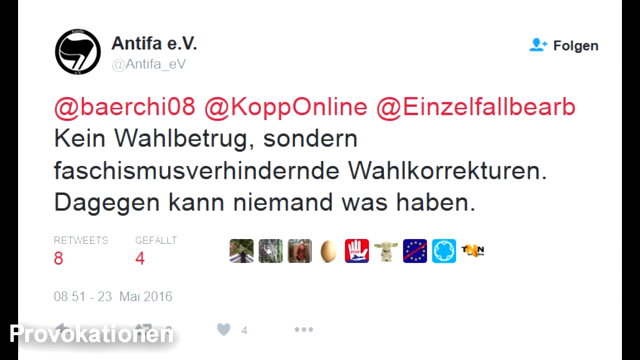 Antifa e.V.
@Antifa_eV
Folgen
@baerchi08 @KoppOnline @Einzelfallbearb
Kein Wahlbetrug, sondern
faschismusverhindernde Wahlkorrekturen.
Dagegen kann niemand was haben.
RETWEETS GEFÄLLT
8 4
08:51 - 23. Mai 2016
4
Provokationen